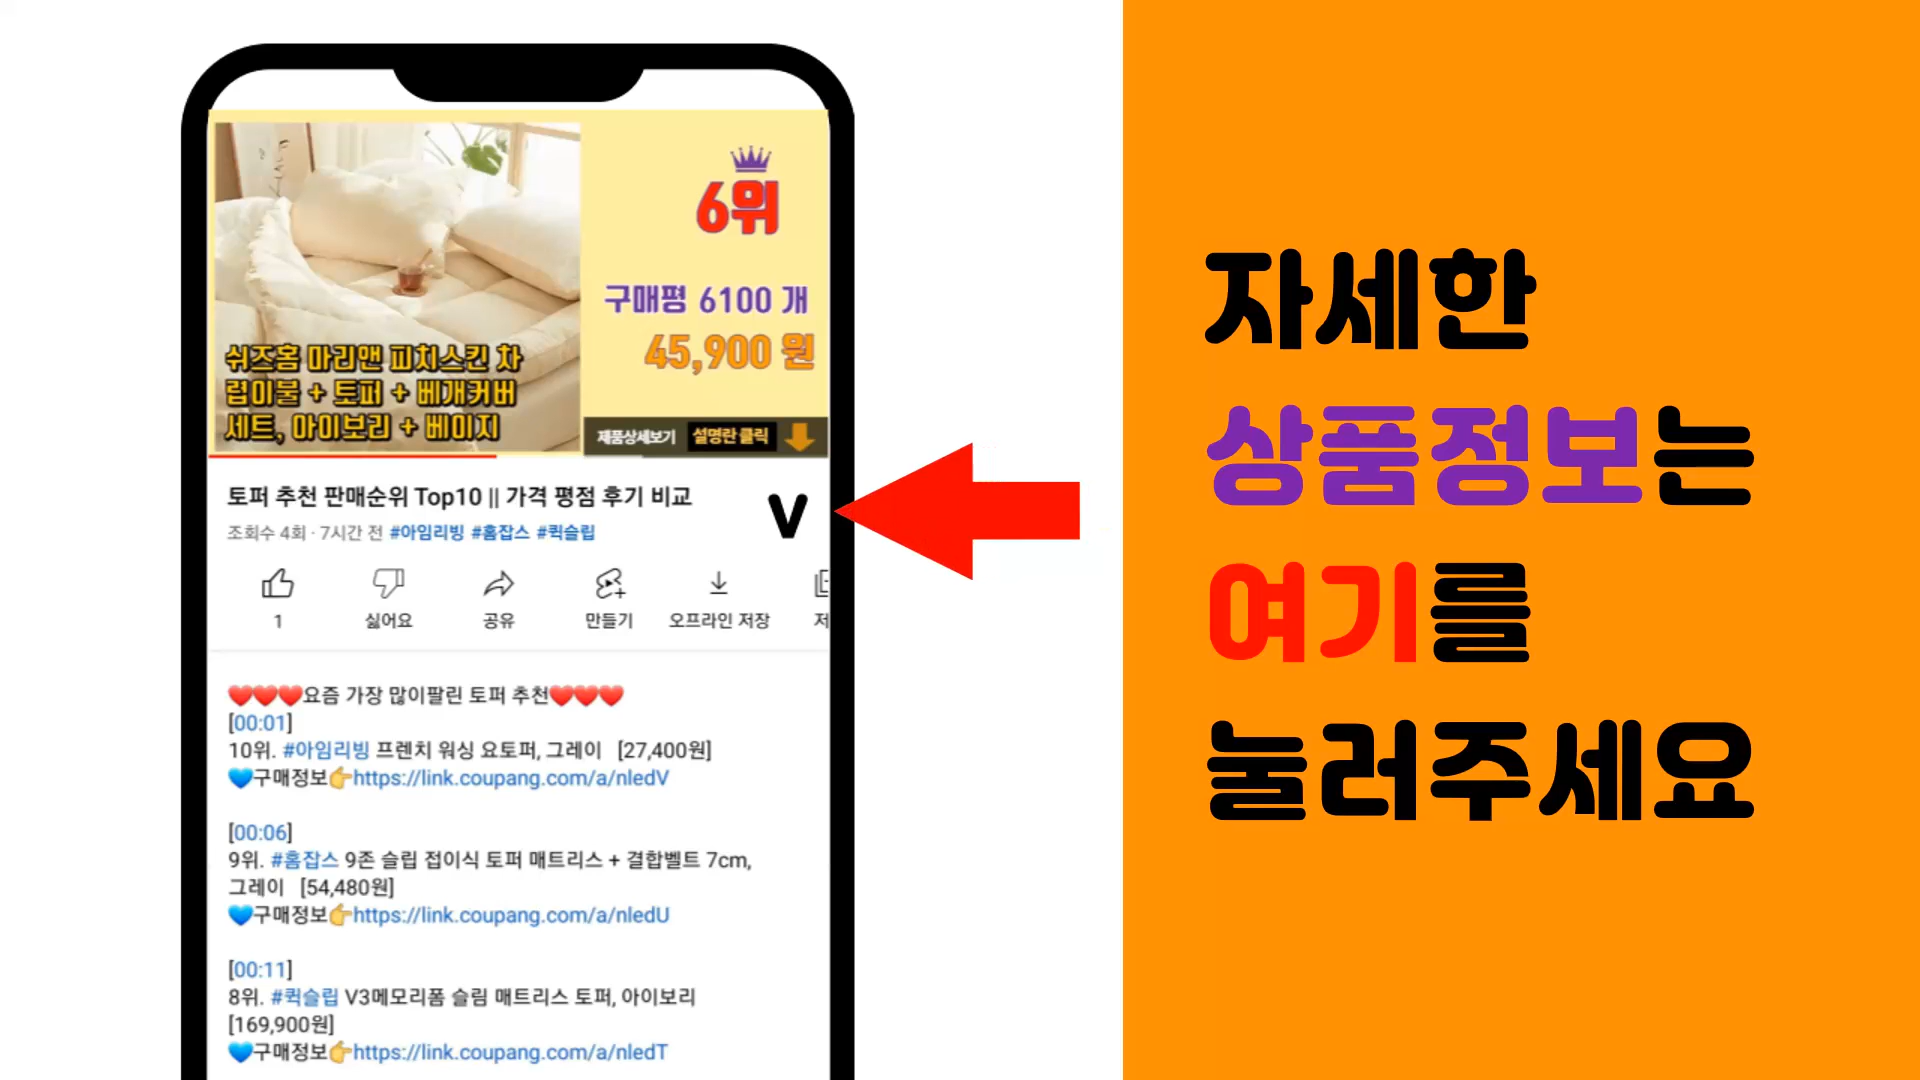 6위
구매평 6100 개
45,900 원
쉬즈홈 마리앤 피치스킨 차
렵이불 + 토퍼 + 베개커버
세트, 아이보리 + 베이지
제품상세보기 설명란 클릭
토퍼 추천 판매순위 Top10 || 가격 평점 후기 비교
V
조회수 4회 · 7시간 전 #아임리빙 #홈잡스 #퀵슬립
1 싫어요 공유 만들기 오프라인 저장 저
❤️❤️❤️요즘 가장 많이팔린 토퍼 추천❤️❤️❤️
[00:01]
10위. #아임리빙 프렌치 워싱 요토퍼, 그레이 [27,400원]
💙구매정보👉https://link.coupang.com/a/nledV
[00:06]
9위. #홈잡스 9존 슬립 접이식 토퍼 매트리스 + 결합벨트 7cm,
그레이 [54,480원]
💙구매정보👉https://link.coupang.com/a/nledU
[00:11]
8위. #퀵슬립 V3메모리폼 슬림 매트리스 토퍼, 아이보리
[169,900원]
💙구매정보👉https://link.coupang.com/a/nledT
자세한
상품정보는
여기를
눌러주세요